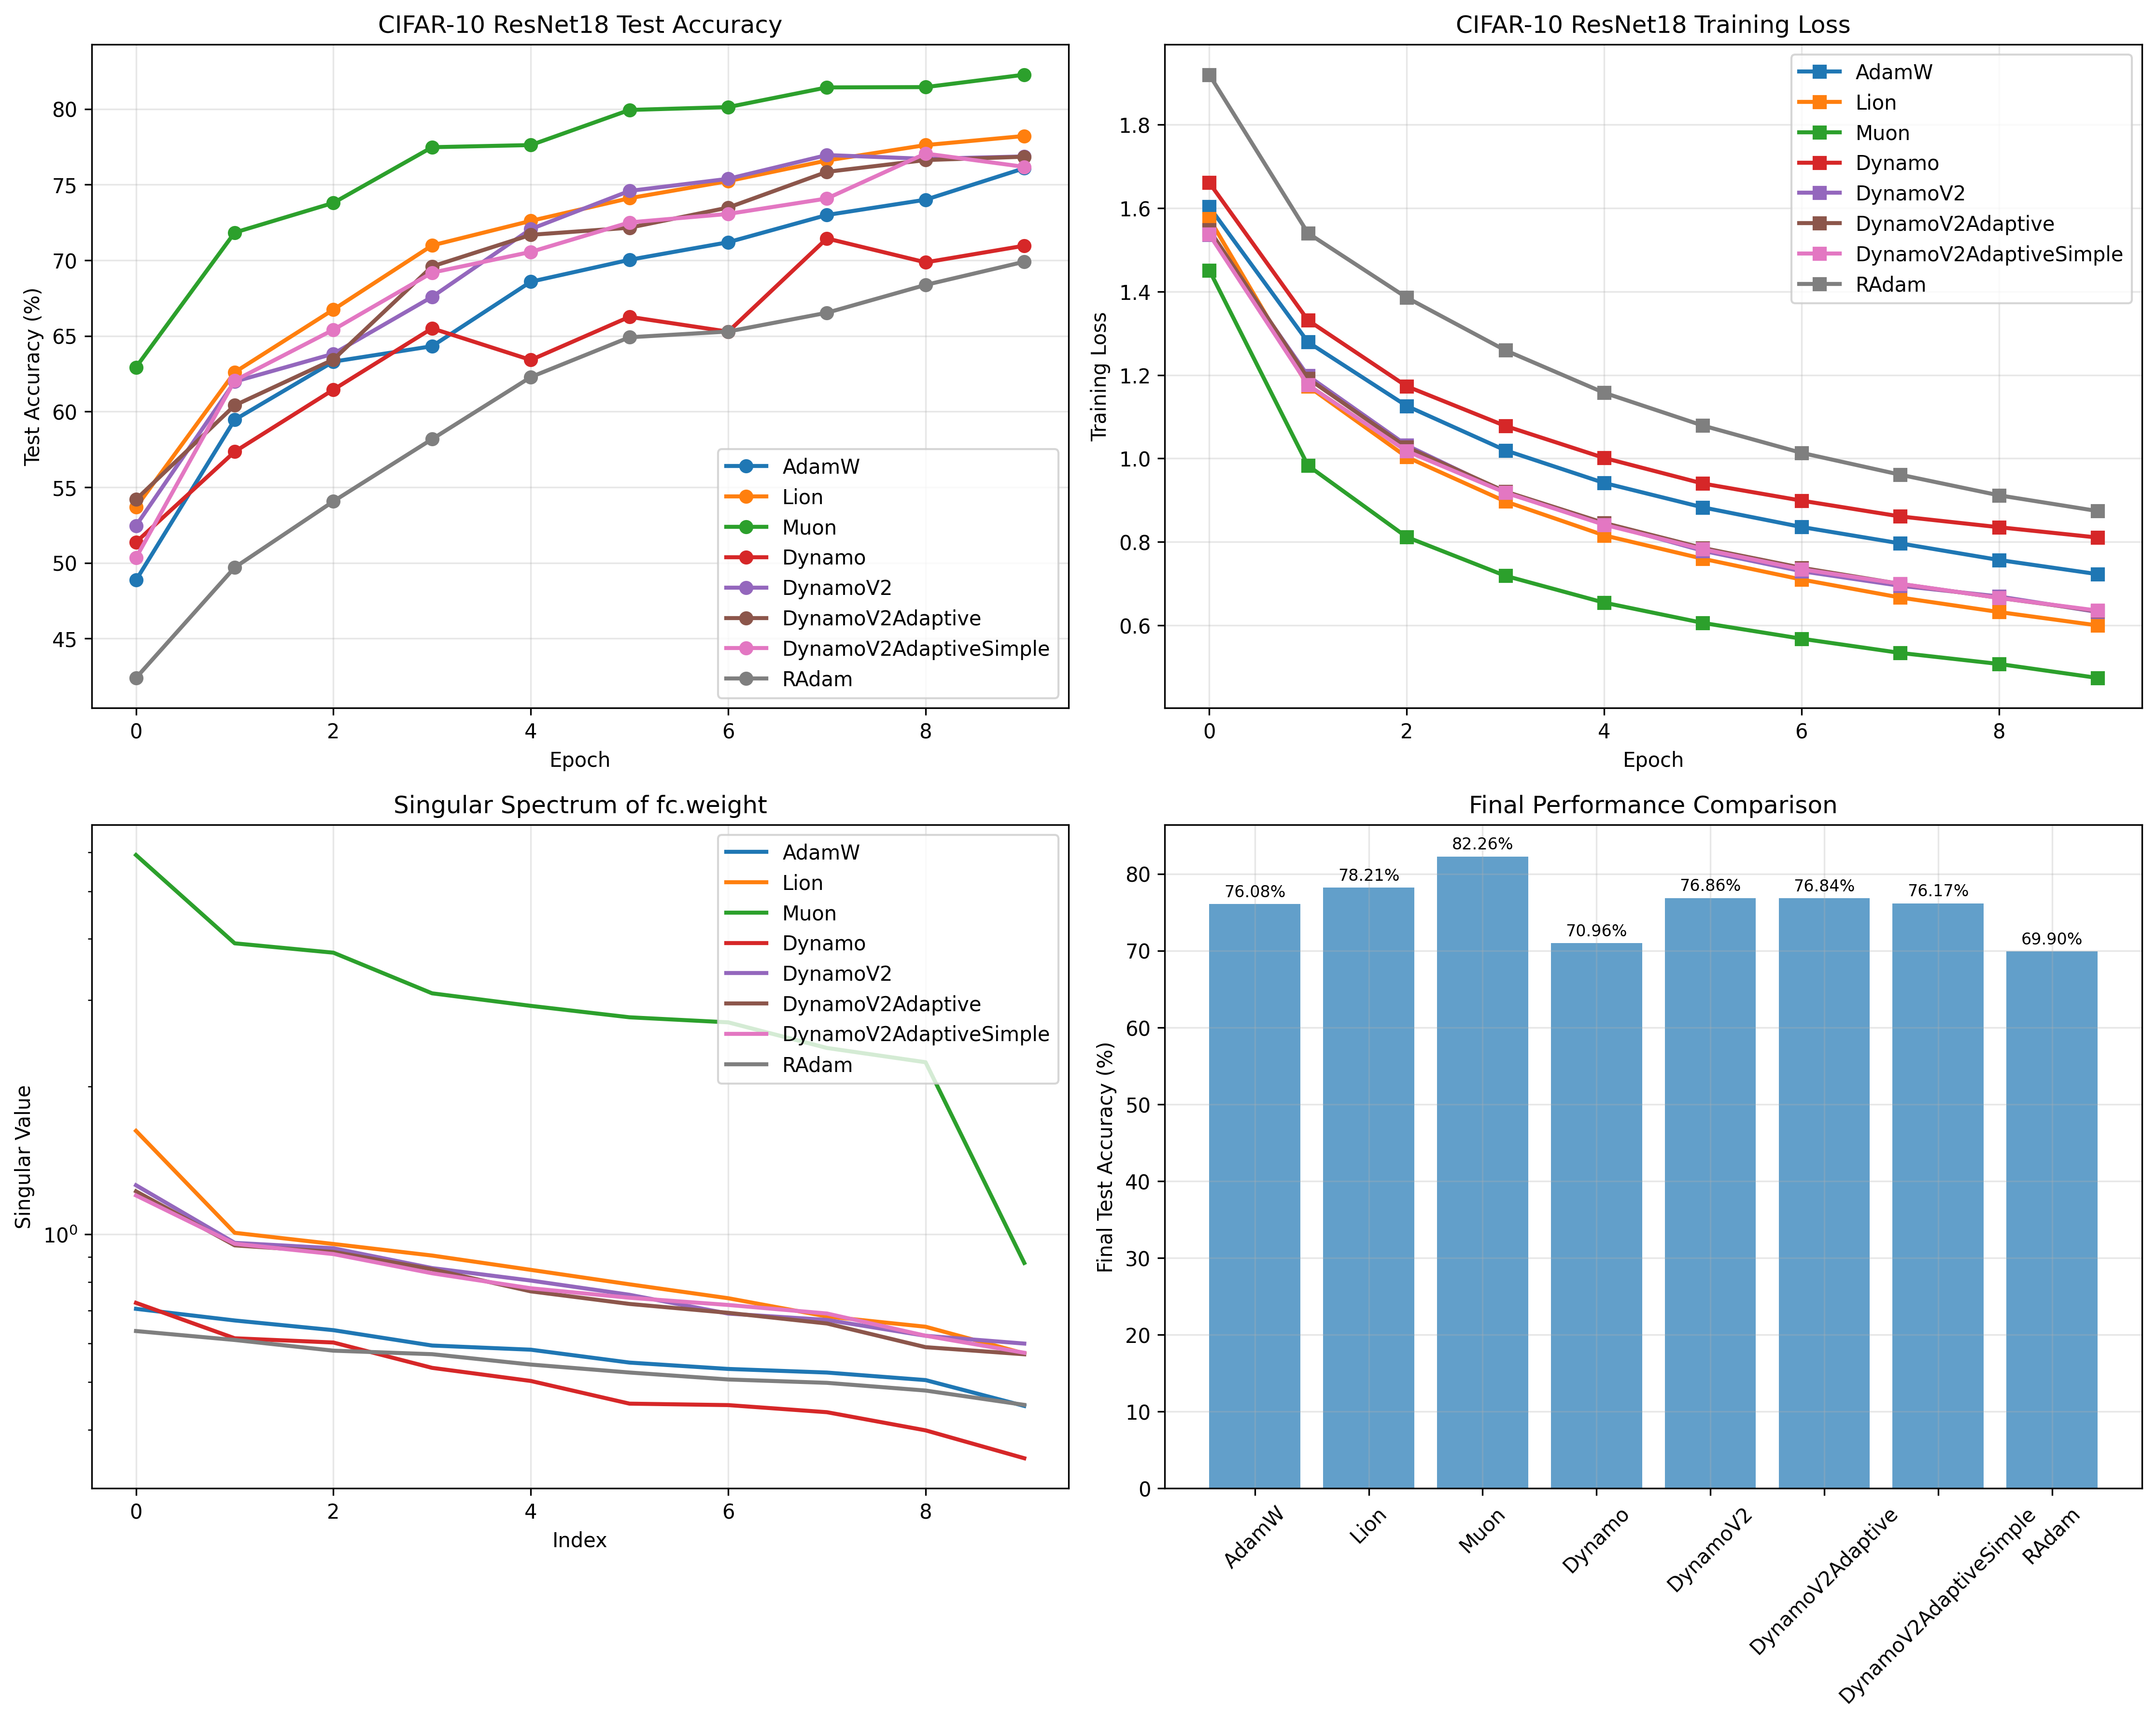 CIFAR-10 ResNet18 Test Accuracy
Test Accuracy (%)
80
75
70
65
60
55
50
45
AdamW
Lion
Muon
Dynamo
DynamoV2
DynamoV2Adaptive
DynamoV2AdaptiveSimple
RAdam
0 2 4 6 8
Epoch
CIFAR-10 ResNet18 Training Loss
Training Loss
1.8
1.6
1.4
1.2
1.0
0.8
0.6
AdamW
Lion
Muon
Dynamo
DynamoV2
DynamoV2Adaptive
DynamoV2AdaptiveSimple
RAdam
0 2 4 6 8
Epoch
Singular Spectrum of fc.weight
Singular Value
10⁰
AdamW
Lion
Muon
Dynamo
DynamoV2
DynamoV2Adaptive
DynamoV2AdaptiveSimple
RAdam
0 2 4 6 8
Index
Final Performance Comparison
Final Test Accuracy (%)
80
70
60
50
40
30
20
10
0
76.08%
78.21%
82.26%
70.96%
76.86%
76.84%
76.17%
69.90%
AdamW
Lion
Muon
Dynamo
DynamoV2
DynamoV2Adaptive
DynamoV2AdaptiveSimple
RAdam